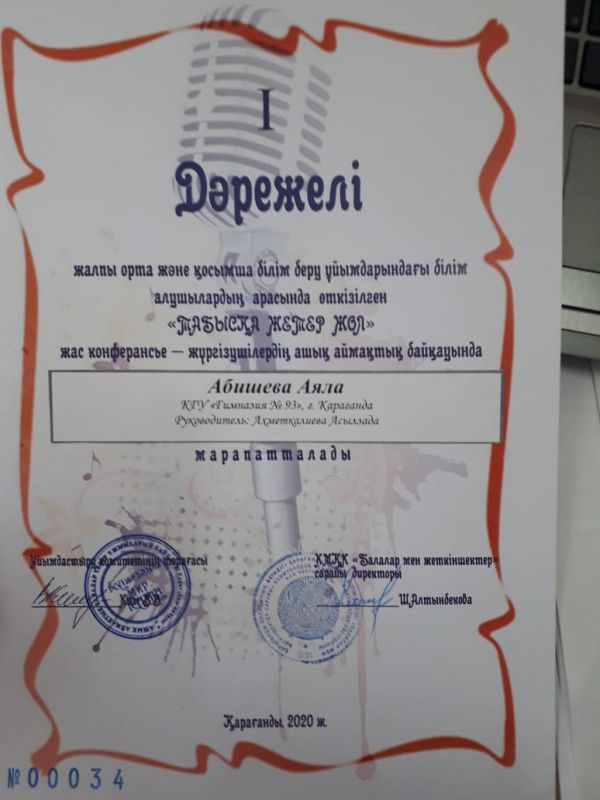 I
Дәрежелі
жалпы орта және қосымша білім беру ұйымдарындағы білім
алушылардың арасында өткізілген
«ТАБЫСҚА ЖЕТЕР ЖОЛ»
жас конферансье – жүргізушілердің ашық аймақтық байқауында
Абишева Аяла
КГУ «Гимназия № 93», г. Караганда
Руководитель: Ахметкалиева Асылзада
марапатталады
Ұйымдастыру комитетінің төрағасы
КМҚК «Балалар мен жеткіншектер»
сарайы директоры
Ш.Алтынбекова
Қарағанды, 2020 ж.
№00034